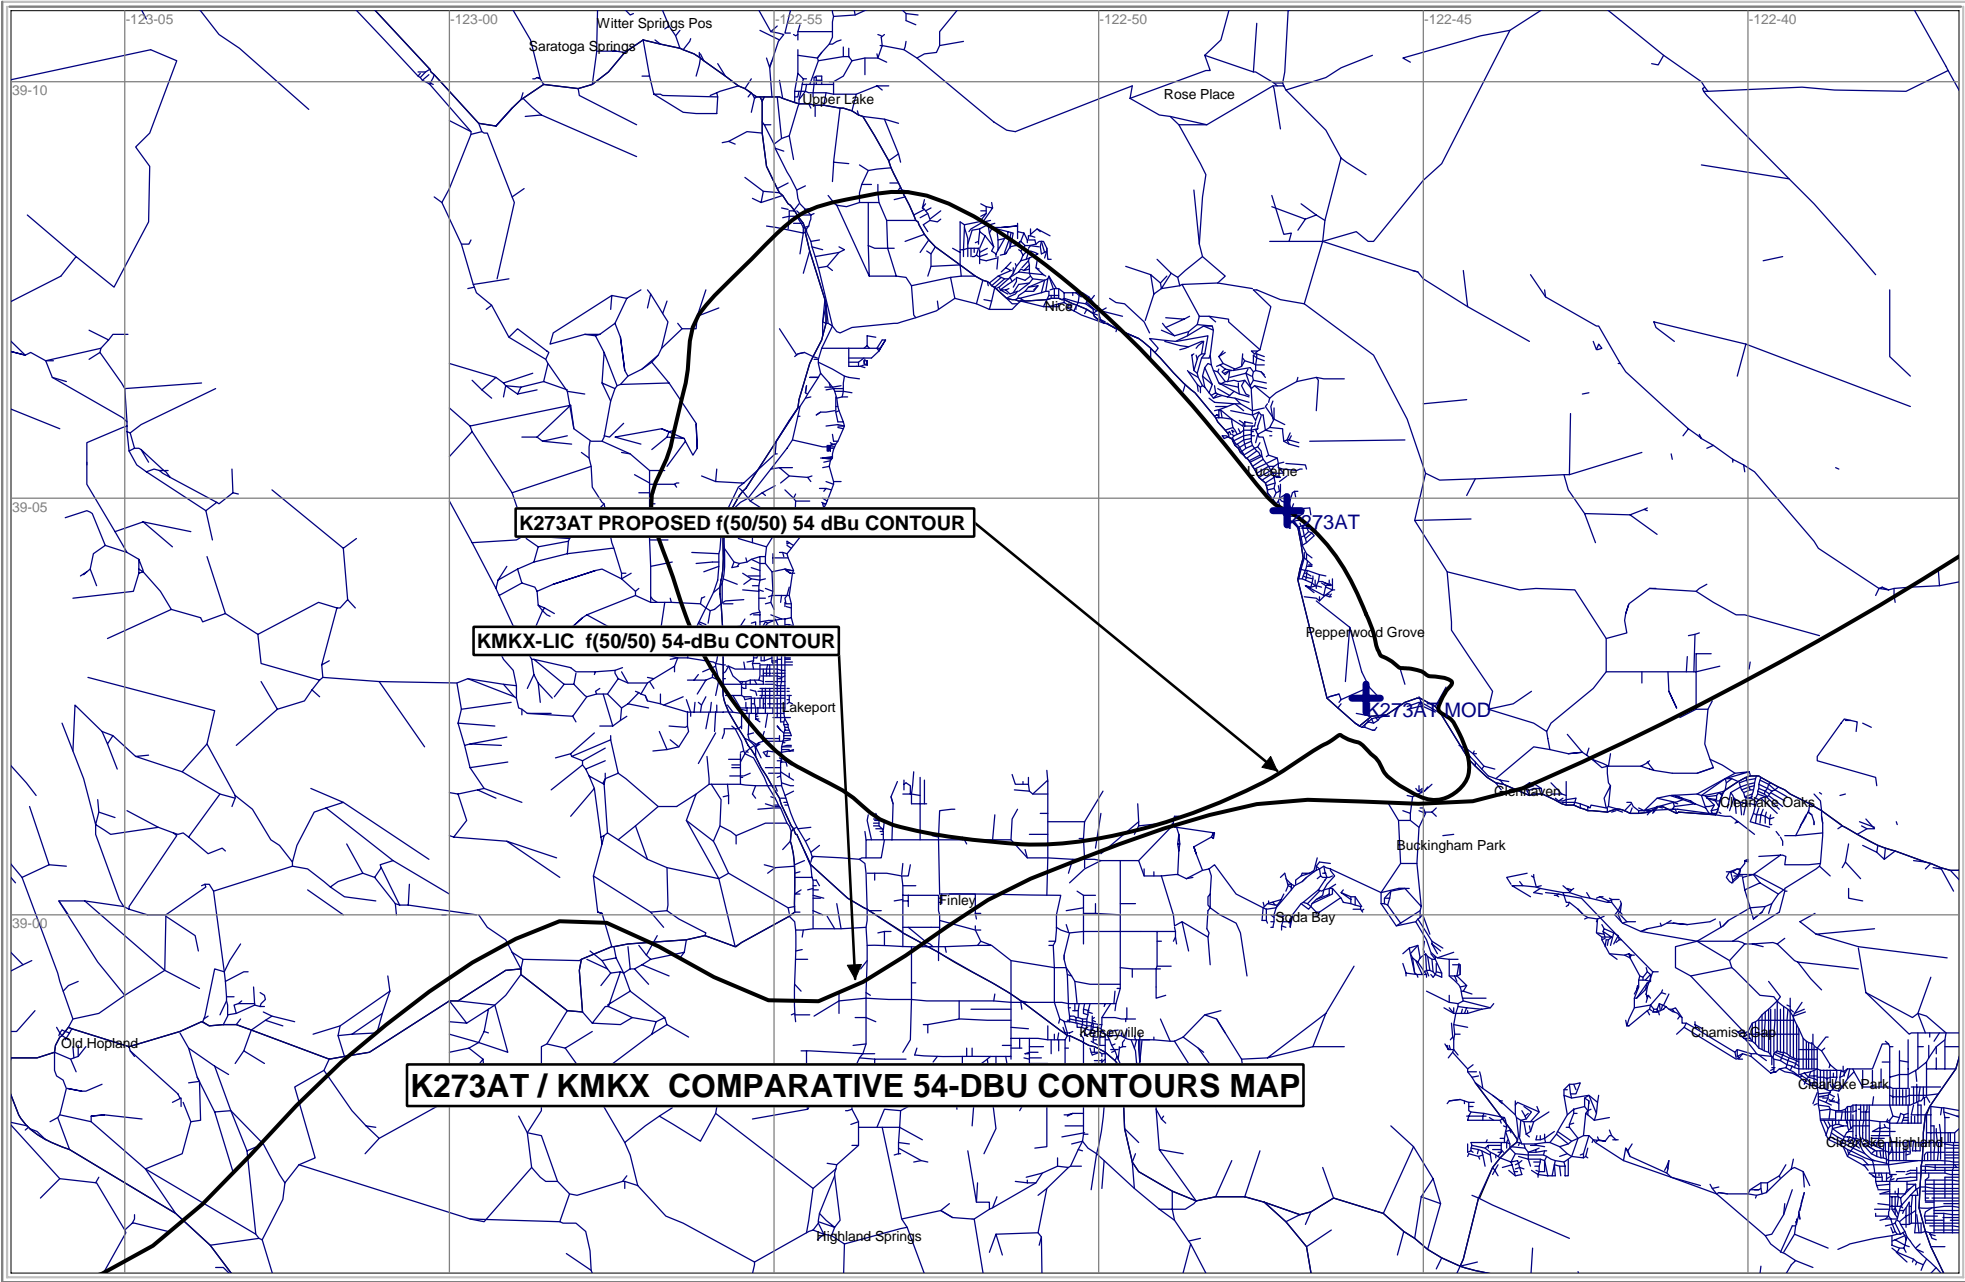 -123-05
-123-00
-122-55
-122-50
-122-45
-122-40
Witter Springs Pos
Saratoga Springs
39-10
Upper Lake
Rose Place
Nice
Lucerne
39-05
K273AT PROPOSED f(50/50) 54 dBu CONTOUR
K273AT
KMKX-LIC f(50/50) 54-dBu CONTOUR
Pepperwood Grove
Lakeport
K273AT MOD
Glenhaven
Clearlake Oaks
Buckingham Park
Finley
39-00
Soda Bay
Old Hopland
Kelseyville
Chamise Gap
K273AT / KMKX COMPARATIVE 54-DBU CONTOURS MAP
Clearlake Park
Clearlake Highland
Highland Springs